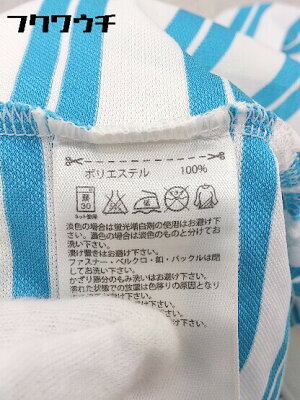 フクワウチ
ポリエステル 100%
30
ネット使用
淡色の場合は蛍光増白剤の使用はお避け下
さい。濃色の場合は淡色のものと分けてお
洗い下さい。
漬け置きはお避け下さい。
ファスナー・ベルクロ・釦・バックルは閉
じてお洗い下さい。
かざり部分のもみ洗いはお避け下さい。
濡れた状態での放置は色移りの原因となり